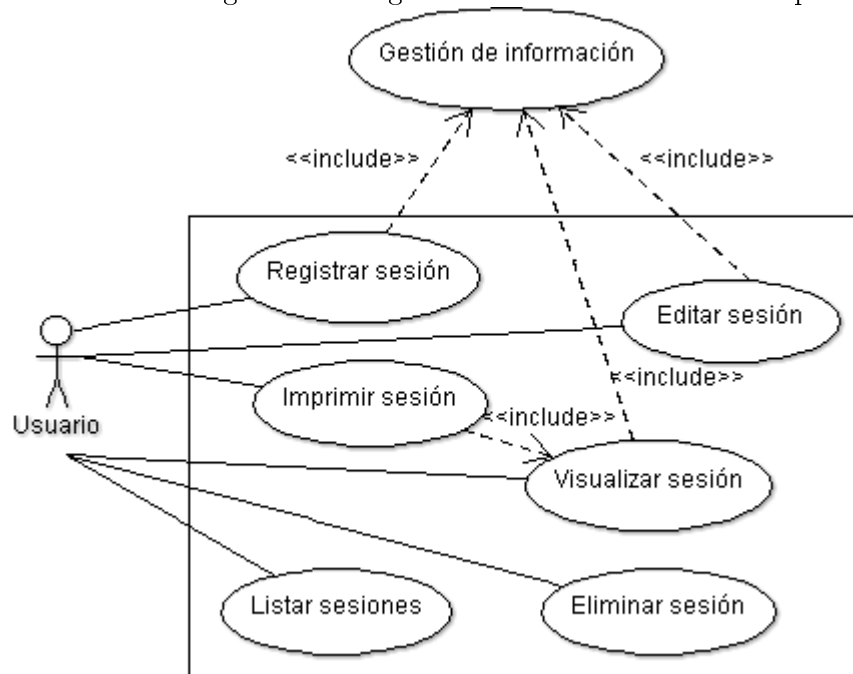 Gestión de información
<<include>>
<<include>>
Registrar sesión
Editar sesión
<<include>>
Imprimir sesión
<<include>>
Usuario
Visualizar sesión
Listar sesiones
Eliminar sesión